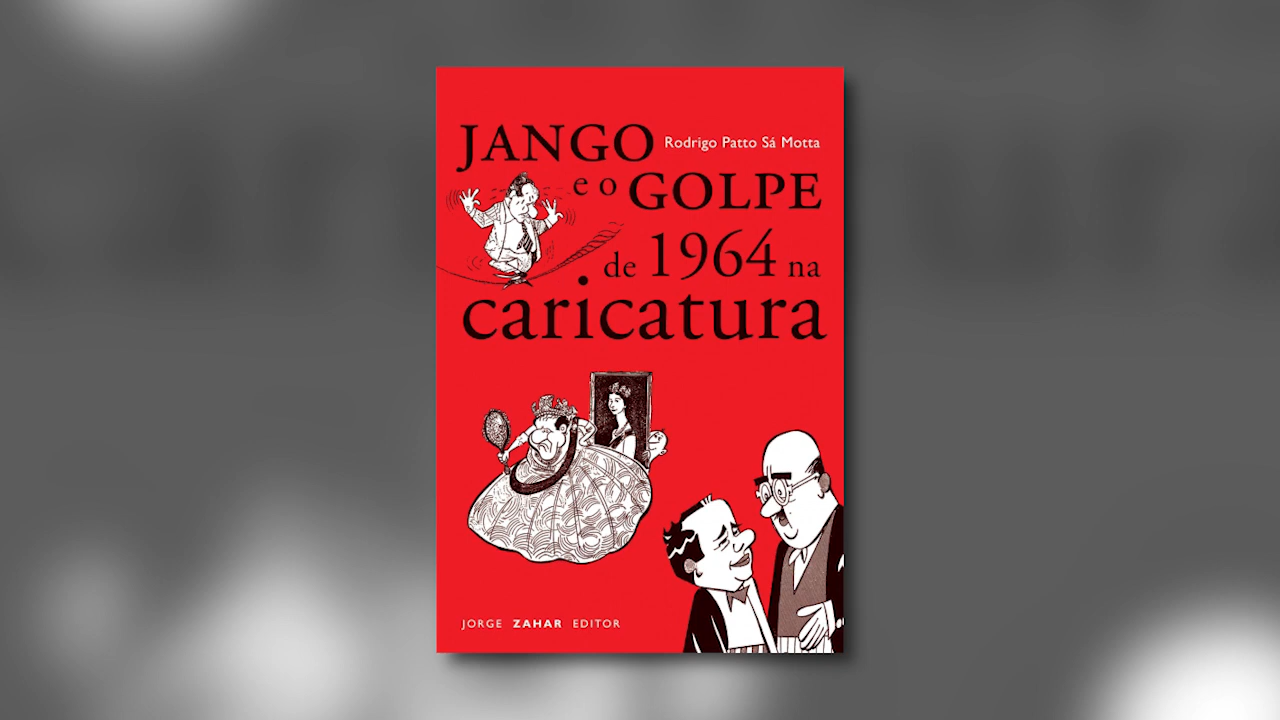 JANGO
Rodrigo Patto Sá Motta
e o GOLPE
de 1964 na
caricatura
JORGE ZAHAR EDITOR